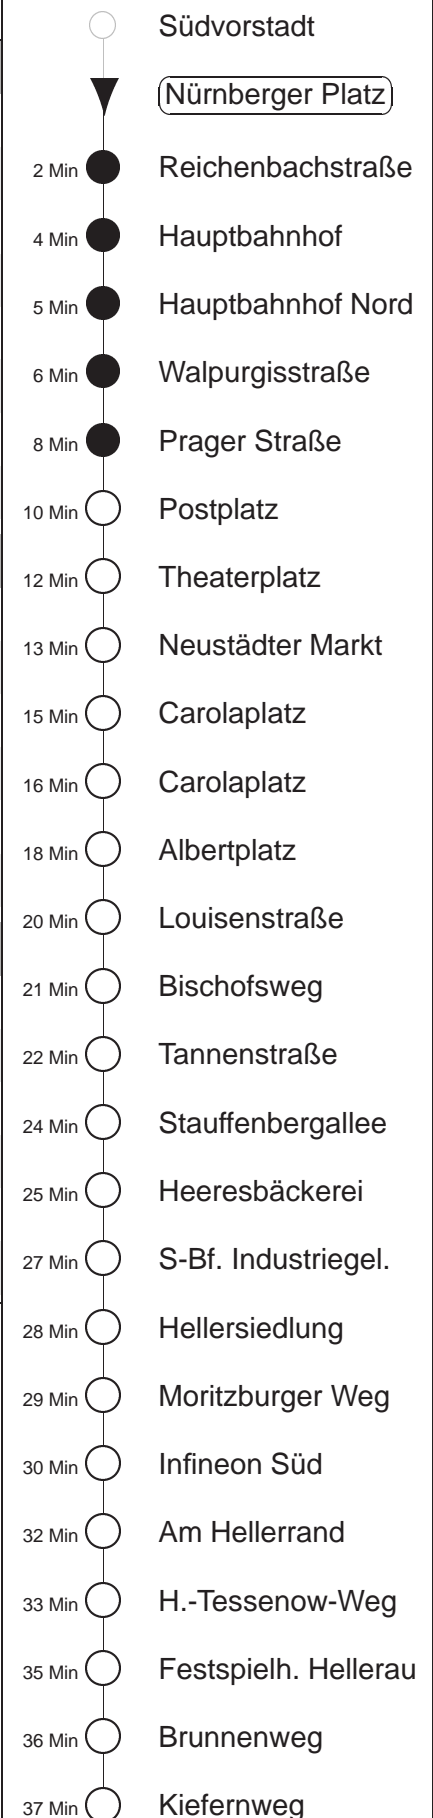 Südvorstadt
Nürnberger Platz
2 Min Reichenbachstraße
4 Min Hauptbahnhof
5 Min Hauptbahnhof Nord
6 Min Walpurgisstraße
8 Min Prager Straße
10 Min Postplatz
12 Min Theaterplatz
13 Min Neustädter Markt
15 Min Carolaplatz
16 Min Carolaplatz
18 Min Albertplatz
20 Min Louisenstraße
21 Min Bischofsweg
22 Min Tannenstraße
24 Min Stauffenbergallee
25 Min Heeresbäckerei
27 Min S-Bf. Industriegel.
28 Min Hellersiedlung
29 Min Moritzburger Weg
30 Min Infineon Süd
32 Min Am Hellerrand
33 Min H.-Tessenow-Weg
35 Min Festspielh. Hellerau
36 Min Brunnenweg
37 Min Kiefernweg